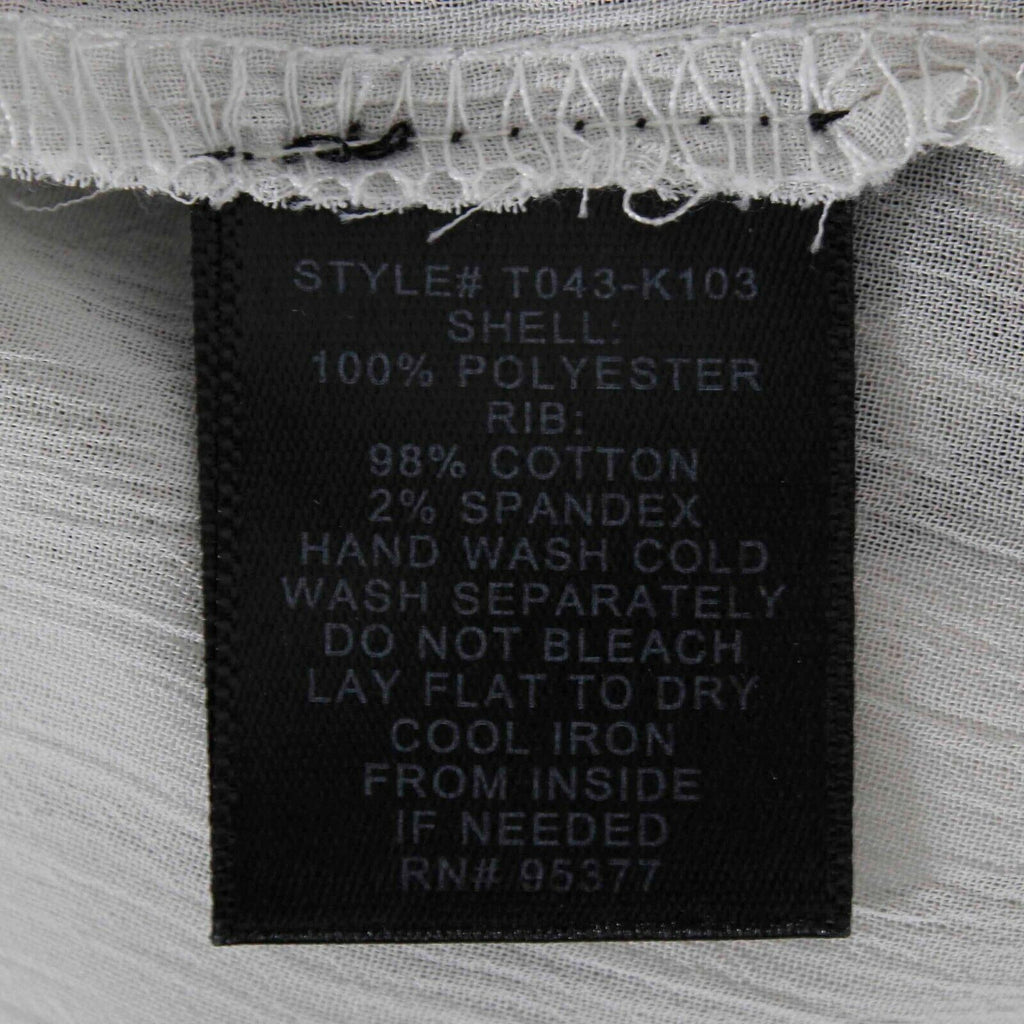 STYLE# T043-K103
SHELL:
100% POLYESTER
RIB:
98% COTTON
2% SPANDEX
HAND WASH COLD
WASH SEPARATELY
DO NOT BLEACH
LAY FLAT TO DRY
COOL IRON
FROM INSIDE
IF NEEDED
RN# 95377